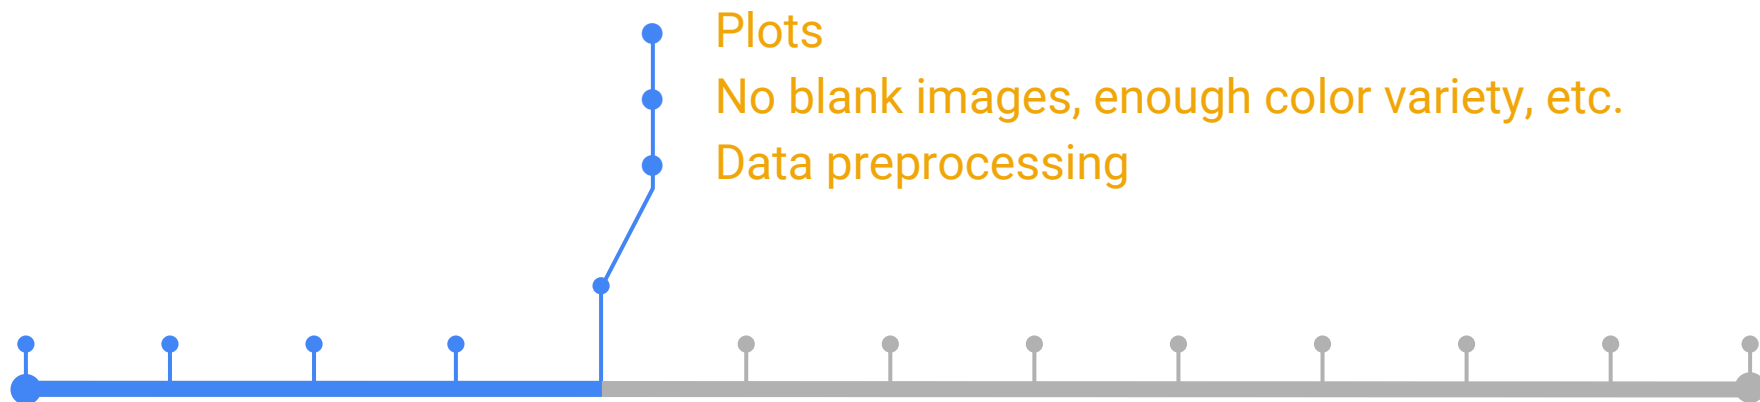 Plots
No blank images, enough color variety, etc.
Data preprocessing